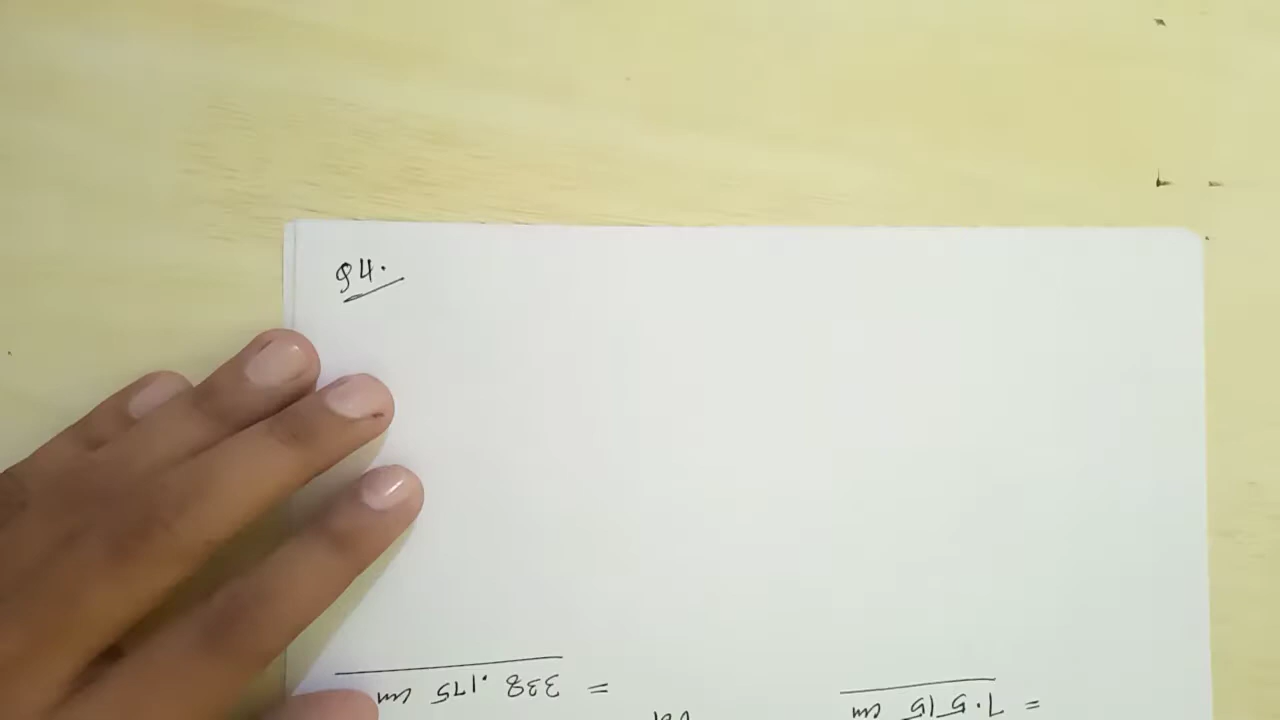 Q4.
= 7.515 cm
= 338.175 cm